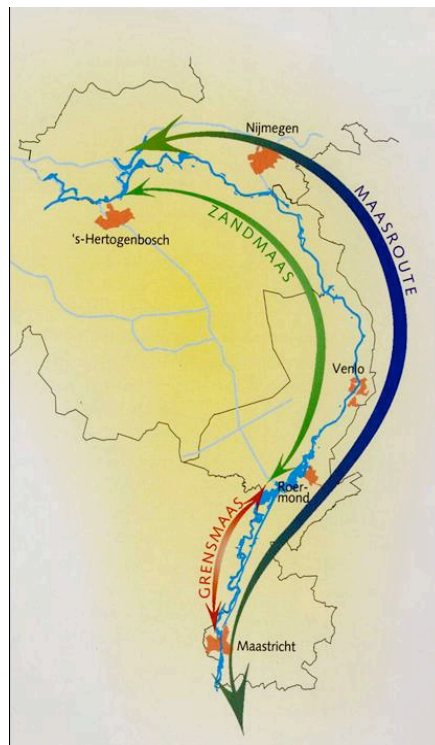 Nijmegen
MAASROUTE
ZANDMAAS
's-Hertogenbosch
Venlo
Roer-
mond
GRENSMAAS
Maastricht